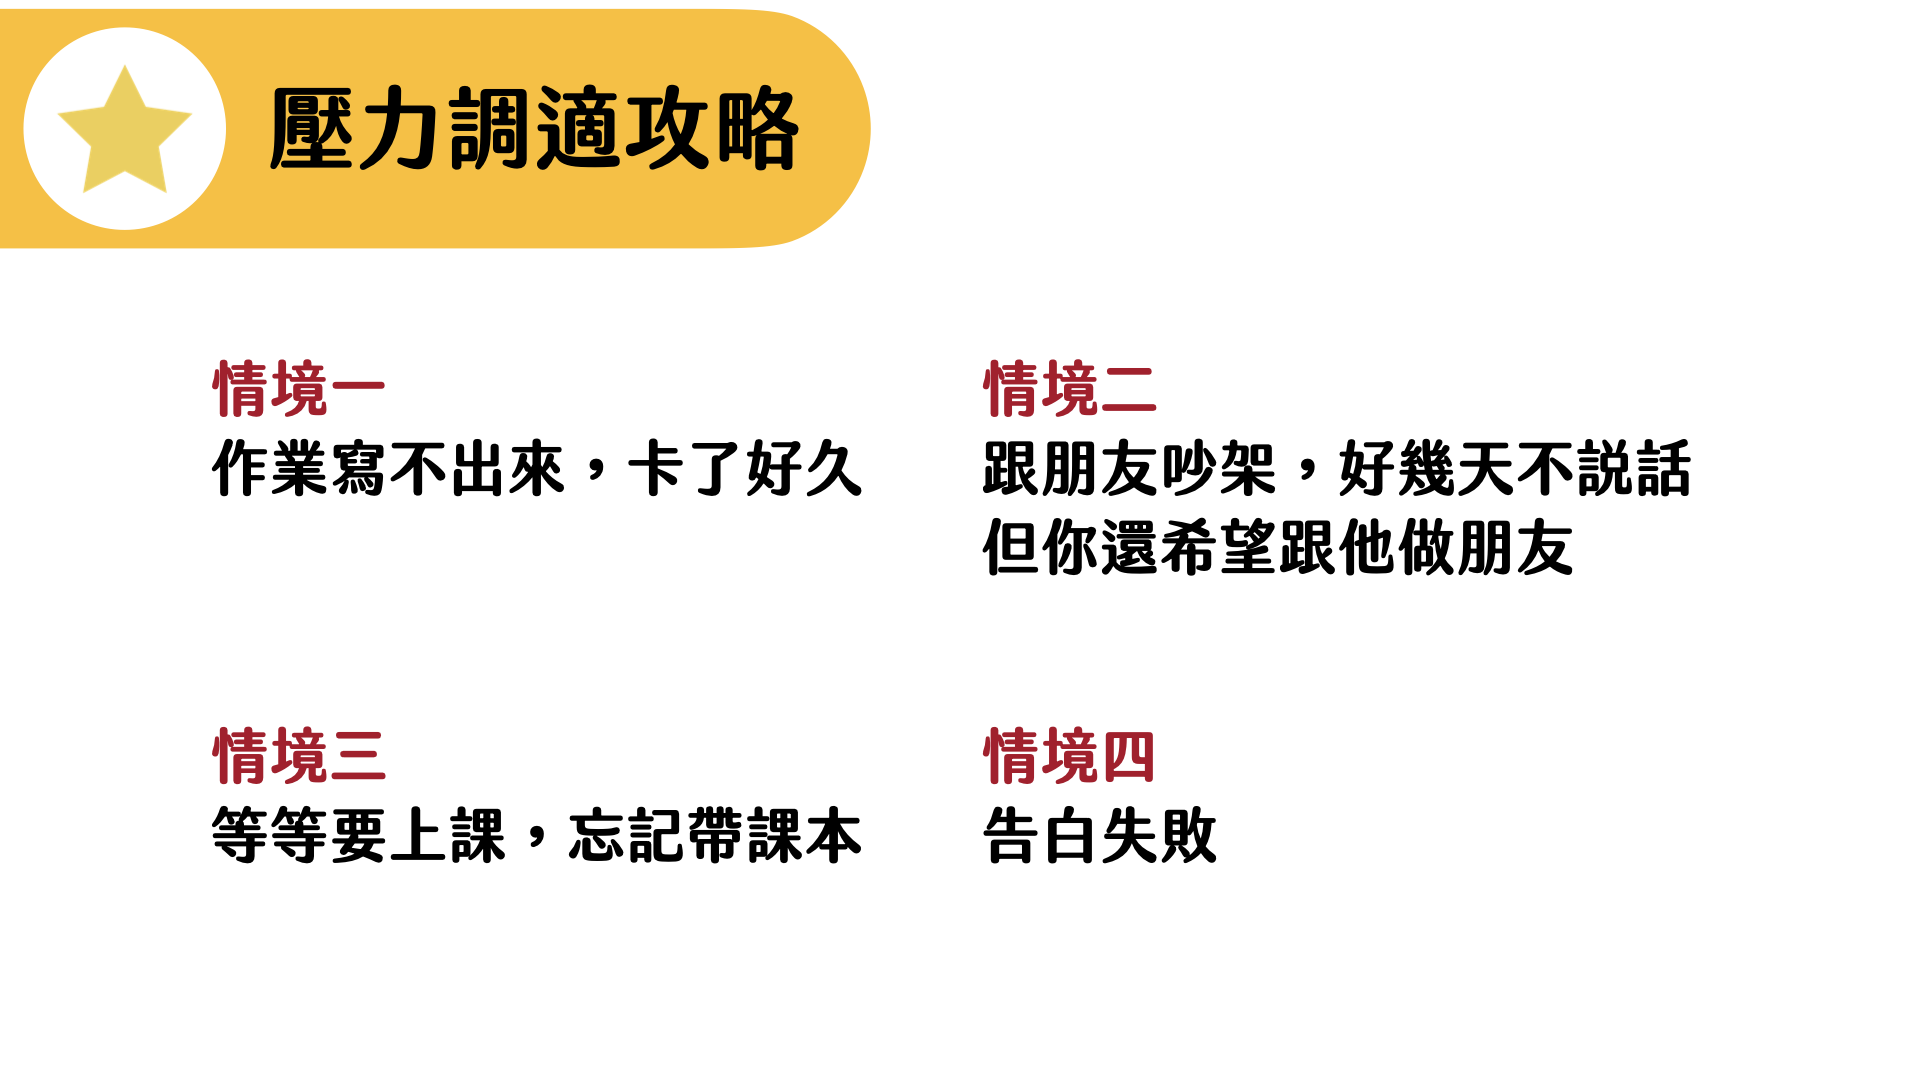 壓力調適攻略
情境一
作業寫不出來，卡了好久
情境二
跟朋友吵架，好幾天不説話
但你還希望跟他做朋友
情境三
等等要上課，忘記帶課本
情境四
告白失敗